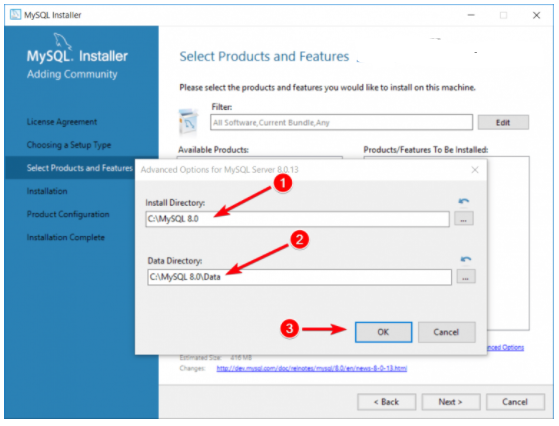 MySQL Installer
MySQL. Installer
Adding Community
License Agreement
Choosing a Setup Type
Select Products and Features
Installation
Product Configuration
Installation Complete
Select Products and Features
Please select the products and features you would like to install on this machine.
Filter:
All Software,Current Bundle,Any
Edit
Available Products:
Products/Features To Be Installed:
Advanced Options for MySQL Server 8.0.13
1
Install Directory:
C:\MySQL 8.0
...
2
Data Directory:
C:\MySQL 8.0\Data
...
3
OK
Cancel
nced Options
Estimated Size: 416 MB
Changes: http://dev.mysql.com/doc/relnotes/mysql/8.0/en/news-8-0-13.html
< Back
Next >
Cancel